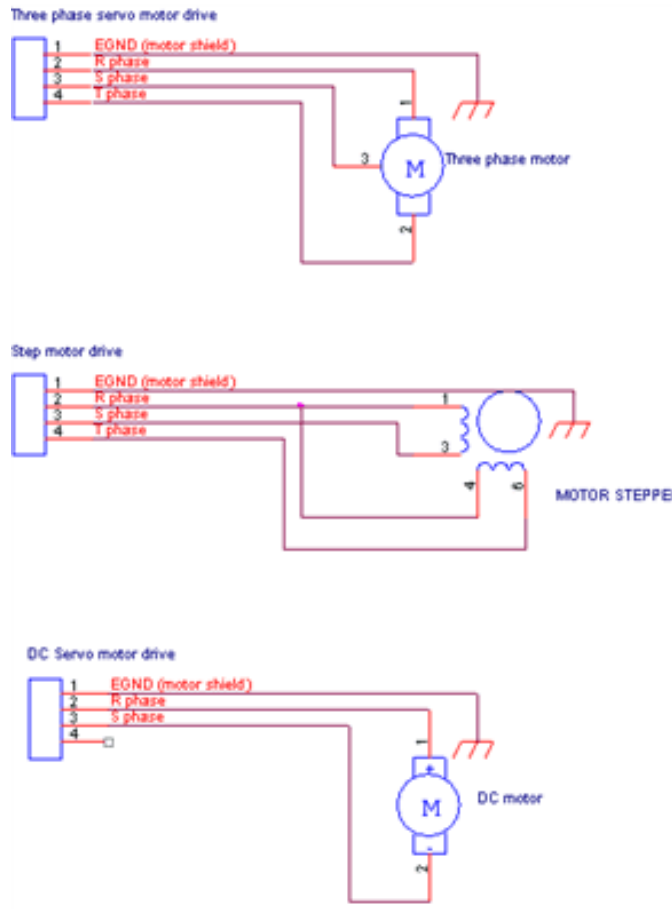 Three phase servo motor drive
1 EGND (motor shield)
2 R phase
3 S phase
4 T phase
1
3 M Three phase motor
2
Step motor drive
1 EGND (motor shield)
2 R phase
3 S phase
4 T phase
1
3
4 6
MOTOR STEPPE
DC Servo motor drive
1 EGND (motor shield)
2 R phase
3 S phase
4
1
+
M DC motor
-
2